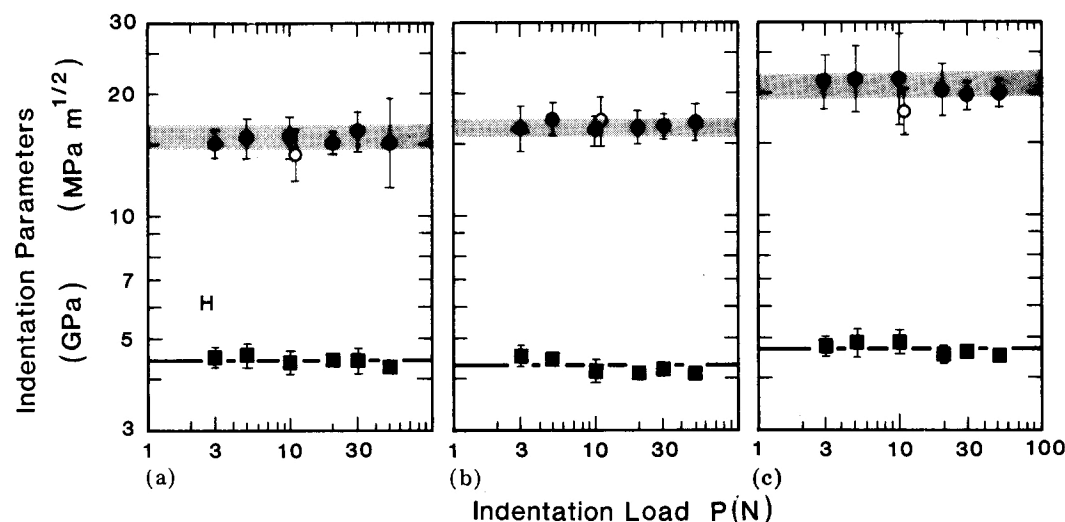 Indentation Parameters
(GPa) (MPa m1/2)
30
20
10
7
5
3
H
1 3 10 30 1 3 10 30 1 3 10 30 100
(a) (b) (c)
Indentation Load P(N)